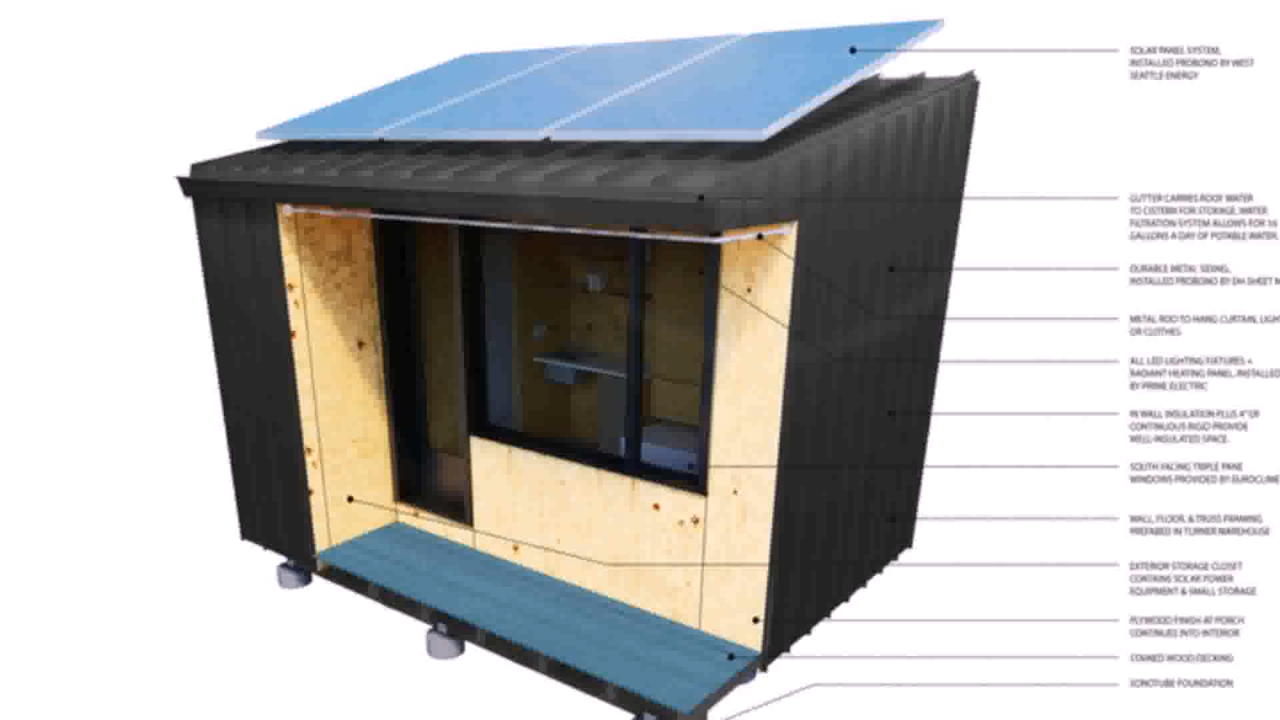 SOLAR PANEL SYSTEM,
INSTALLED PROBONO BY WEST
SEATTLE ENERGY
GUTTER CARRIES ROOF WATER
TO CISTERN FOR STORAGE, WATER
FILTRATION SYSTEM ALLOWS FOR
GALLONS A DAY OF POTABLE WATER.
DURABLE METAL SIDING,
INSTALLED PROBONO BY SHEET
METAL ROD TO HANG CURTAIN,
OR CLOTHES
ALL LED LIGHTING FIXTURES +
RADIANT HEATING PANEL, INSTALLED
BY PRIME ELECTRIC
IN WALL INSULATION PLUS 4" OF
CONTINUOUS RIGID PROVIDE
WELL-INSULATED SPACE.
SOUTH FACING TRIPLE PANE
WINDOWS PROVIDED BY
WALL, FLOOR, & TRUSS FRAMING
PREFABED IN TURNER WAREHOUSE
EXTERIOR STORAGE CLOSET
CONTAINS SOLAR POWER
EQUIPMENT & SMALL STORAGE
PLYWOOD FINISH AT PORCH
CONTINUES INTO INTERIOR
STAINED WOOD DECKING
SONOTUBE FOUNDATION